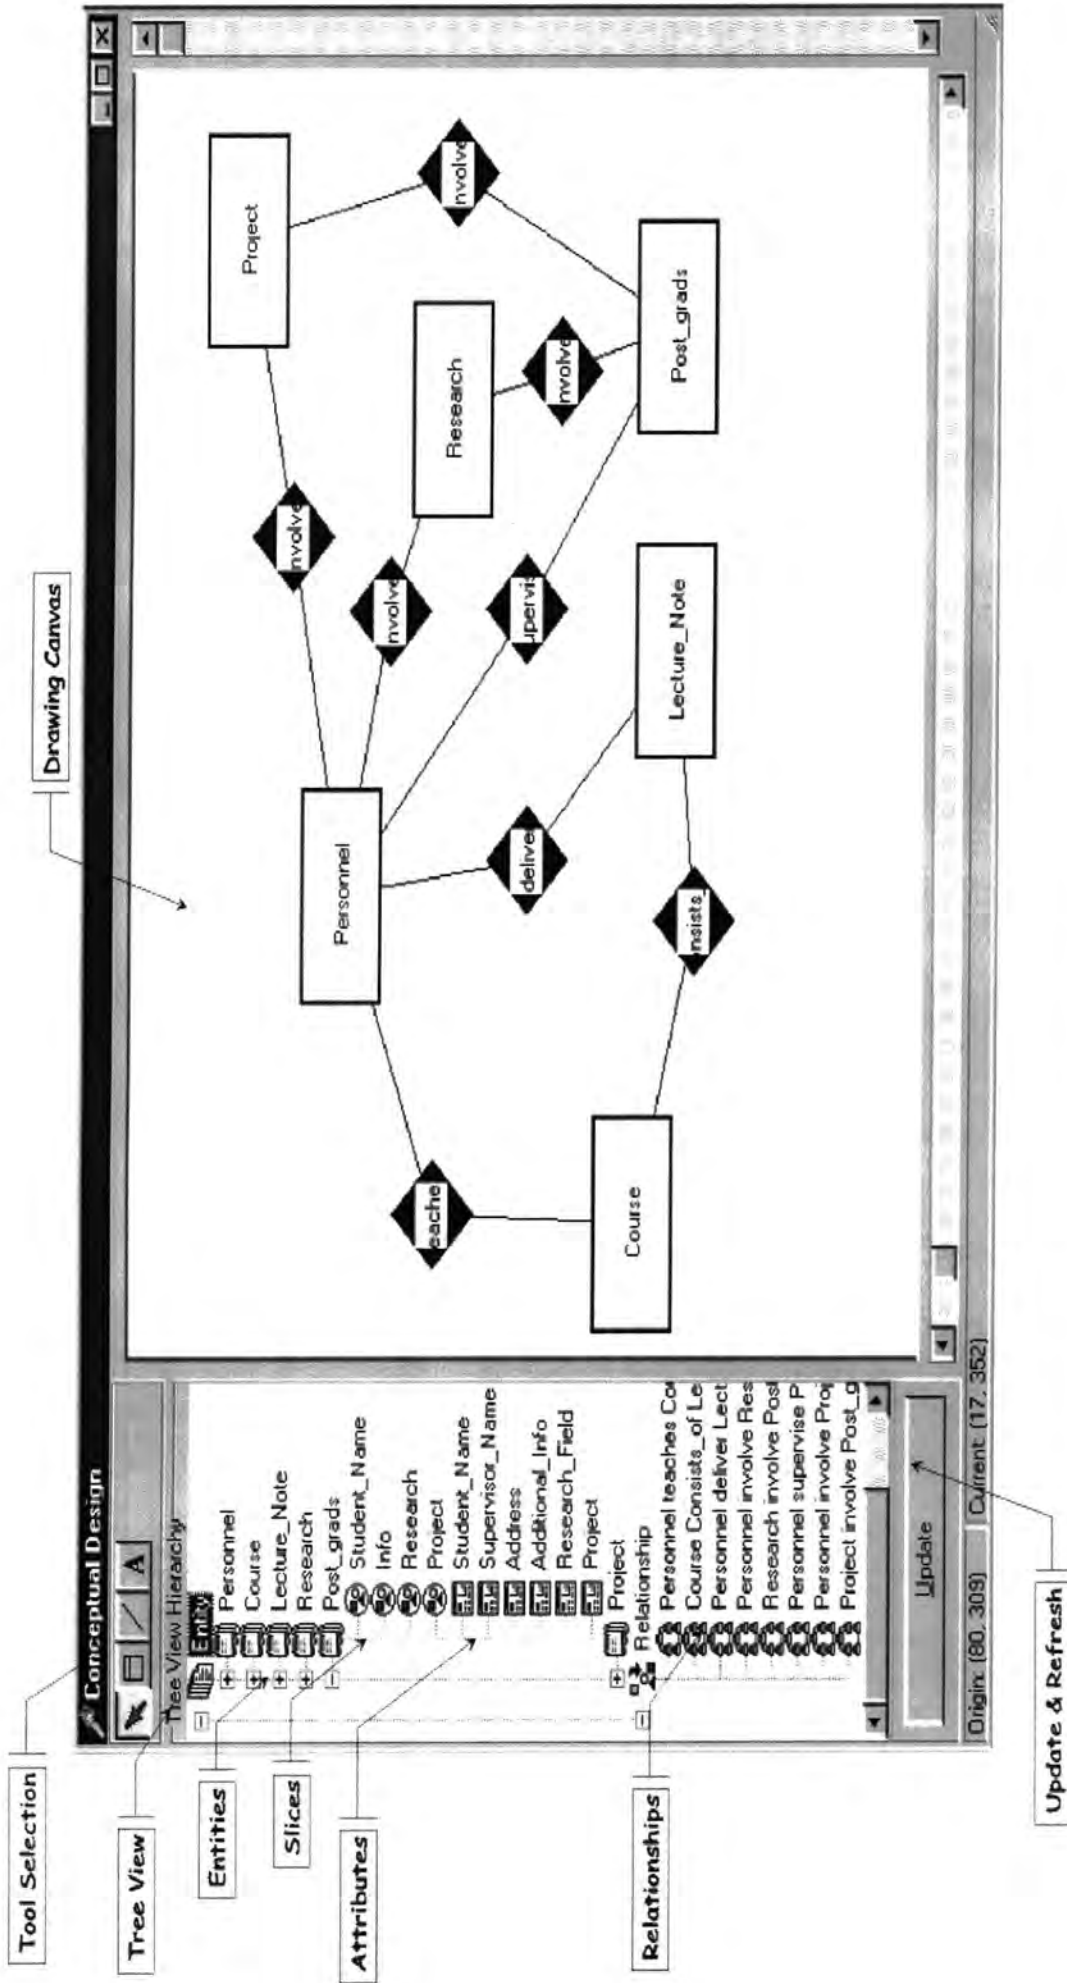 Tool Selection
Tree View
Entities
Slices
Attributes
Relationships
Drawing Canvas
Update & Refresh
Conceptual Design
A
Tree View Hierarchy
Entity
Personnel
Course
Lecture_Note
Research
Post_grads
Student_Name
Info
Research
Project
Student_Name
Supervisor_Name
Address
Additional_Info
Research_Field
Project
Project
Relationship
Personnel teaches Cou
Course Consists_of Le
Personnel deliver Lect
Personnel involve Res
Research involve Post
Personnel supervise P
Personnel involve Proj
Project involve Post_g
Update
Origin: (80, 309)
Current: (17, 352)
Project
nvolve
nvolve
Research
nvolve
nvolve
Personnel
upervis
Post_grads
eache
delive
Lecture_Note
Course
nsists_